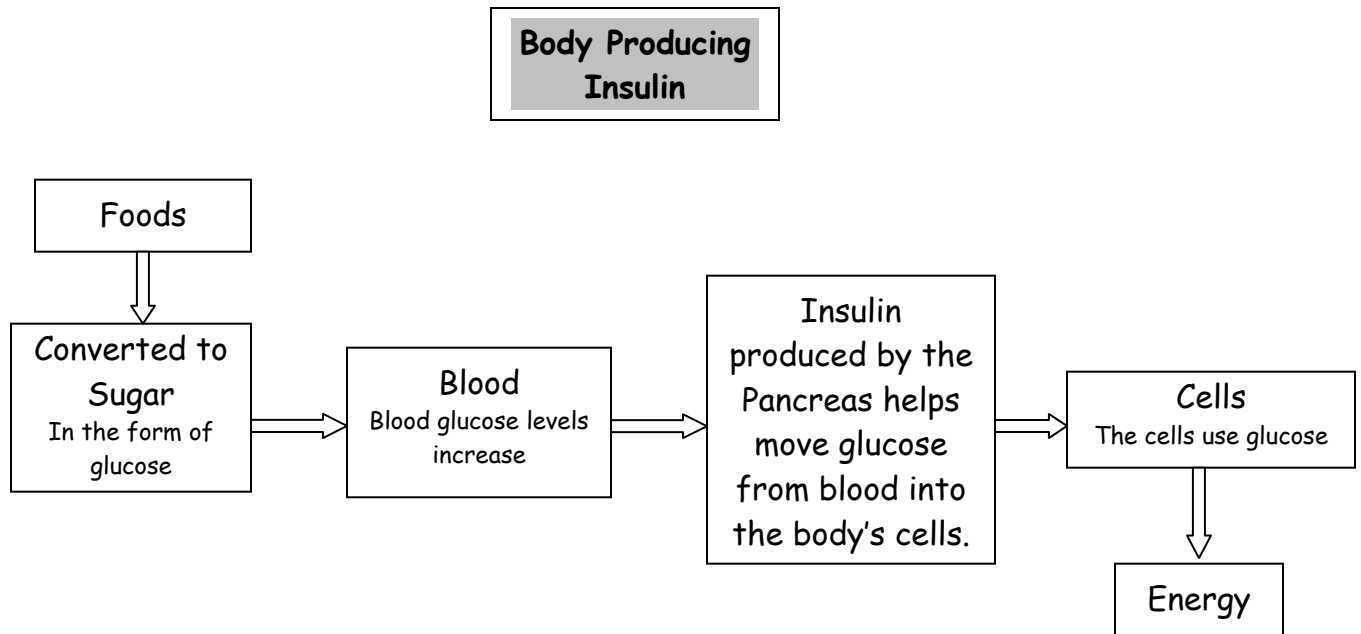 Body Producing
Insulin
Foods
Converted to
Sugar
In the form of
glucose
Blood
Blood glucose levels
increase
Insulin
produced by the
Pancreas helps
move glucose
from blood into
the body’s cells.
Cells
The cells use glucose
Energy